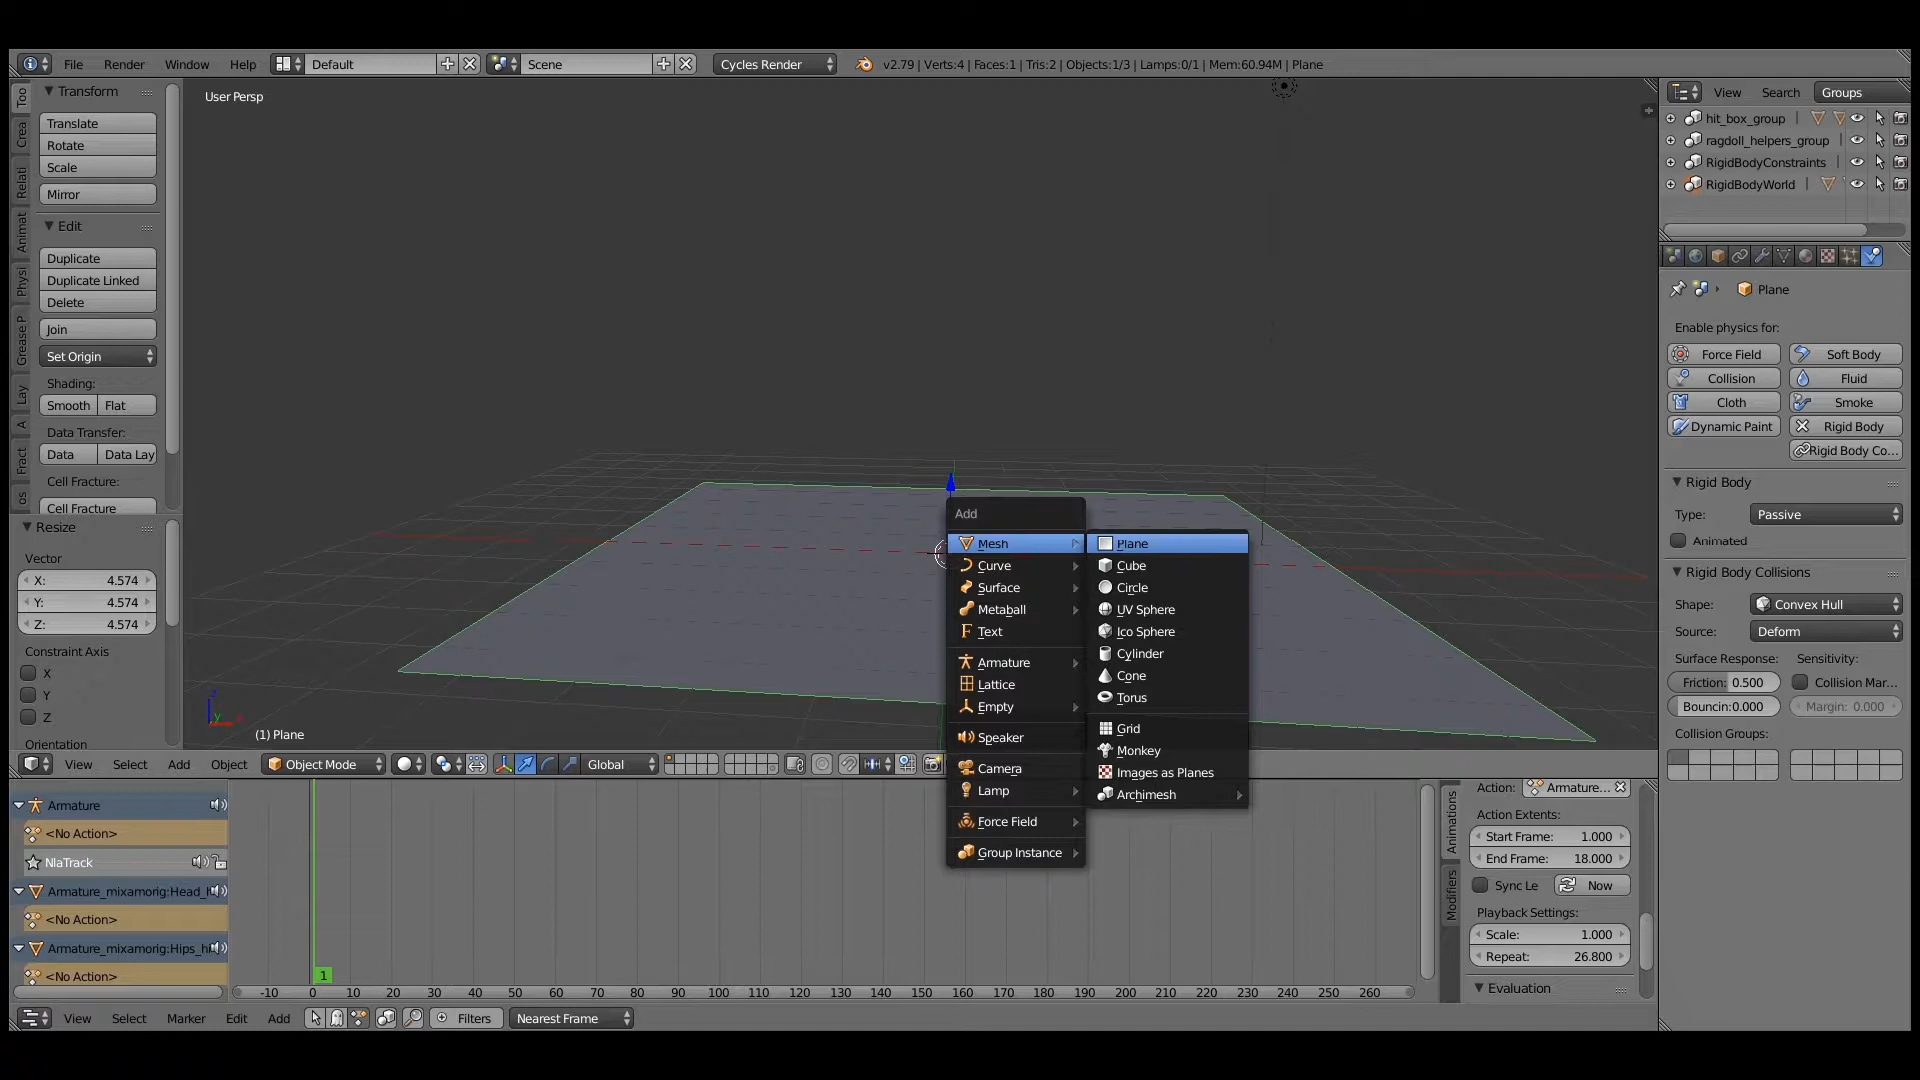 File Render Window Help Default Scene Cycles Render v2.79 | Verts:4 | Faces:1 | Tris:2 | Objects:1/3 | Lamps:0/1 | Mem:60.94M | Plane
Too
Crea
Relati
Animat
Physi
Grease P
Lay
A
Fract
os
Transform
Translate
Rotate
Scale
Mirror
Edit
Duplicate
Duplicate Linked
Delete
Join
Set Origin
Shading:
Smooth Flat
Data Transfer:
Data Data Lay
Cell Fracture:
Cell Fracture
Resize
Vector
X: 4.574
Y: 4.574
Z: 4.574
Constraint Axis
X
Y
Z
Orientation
User Persp
z
y
(1) Plane
Add
Mesh
Curve
Surface
Metaball
Text
Armature
Lattice
Empty
Speaker
Camera
Lamp
Force Field
Group Instance
Plane
Cube
Circle
UV Sphere
Ico Sphere
Cylinder
Cone
Torus
Grid
Monkey
Images as Planes
Archimesh
View Select Add Object Object Mode Global
View Search Groups
hit_box_group
ragdoll_helpers_group
RigidBodyConstraints
RigidBodyWorld
Plane
Enable physics for:
Force Field Soft Body
Collision Fluid
Cloth Smoke
Dynamic Paint Rigid Body
Rigid Body Co...
Rigid Body
Type: Passive
Animated
Rigid Body Collisions
Shape: Convex Hull
Source: Deform
Surface Response: Sensitivity:
Friction: 0.500 Collision Mar...
Bouncin:0.000 Margin: 0.000
Collision Groups:
Armature
<No Action>
NlaTrack
Armature_mixamorig:Head_h
<No Action>
Armature_mixamorig:Hips_hi
<No Action>
1
-10 0 10 20 30 40 50 60 70 80 90 100 110 120 130 140 150 160 170 180 190 200 210 220 230 240 250 260
Animations
Modifiers
Action: Armature...
Action Extents:
Start Frame: 1.000
End Frame: 18.000
Sync Le Now
Playback Settings:
Scale: 1.000
Repeat: 26.800
Evaluation
View Select Marker Edit Add Filters Nearest Frame